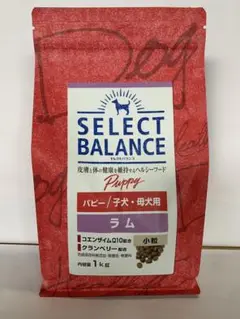 Dog
SELECT
BALANCE
セレクトバランス
皮膚と体の健康を維持するヘルシーフード
Puppy
パピー/子犬・母犬用
ラム
コエンザイムQ10配合
クランベリー配合
小粒
内容量 1kg